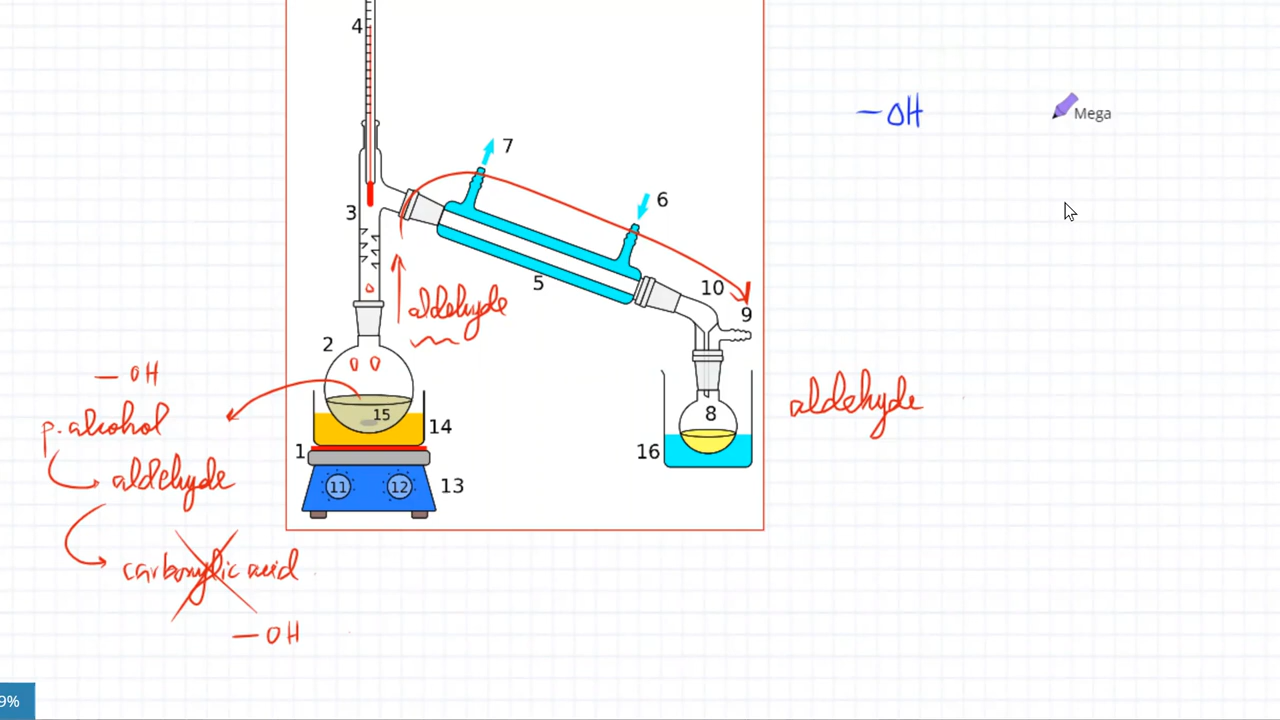 4
7
— OH
Mega
6
3
5
10
9
aldehyde
2
— OH
p. alcohol
15
14
8
aldehyde
1
16
aldehyde
11
12
13
carboxylic acid
— OH
9%